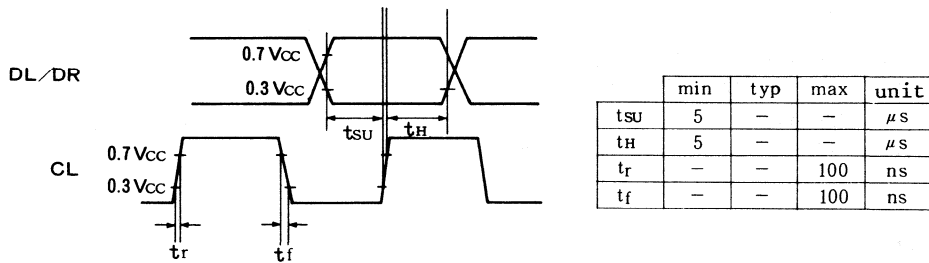 DL/DR
0.7 VCC
0.3 VCC
tSU
tH
CL
0.7 VCC
0.3 VCC
tr
tf
min typ max unit
tSU 5 — — μs
tH 5 — — μs
tr — — 100 ns
tf — — 100 ns